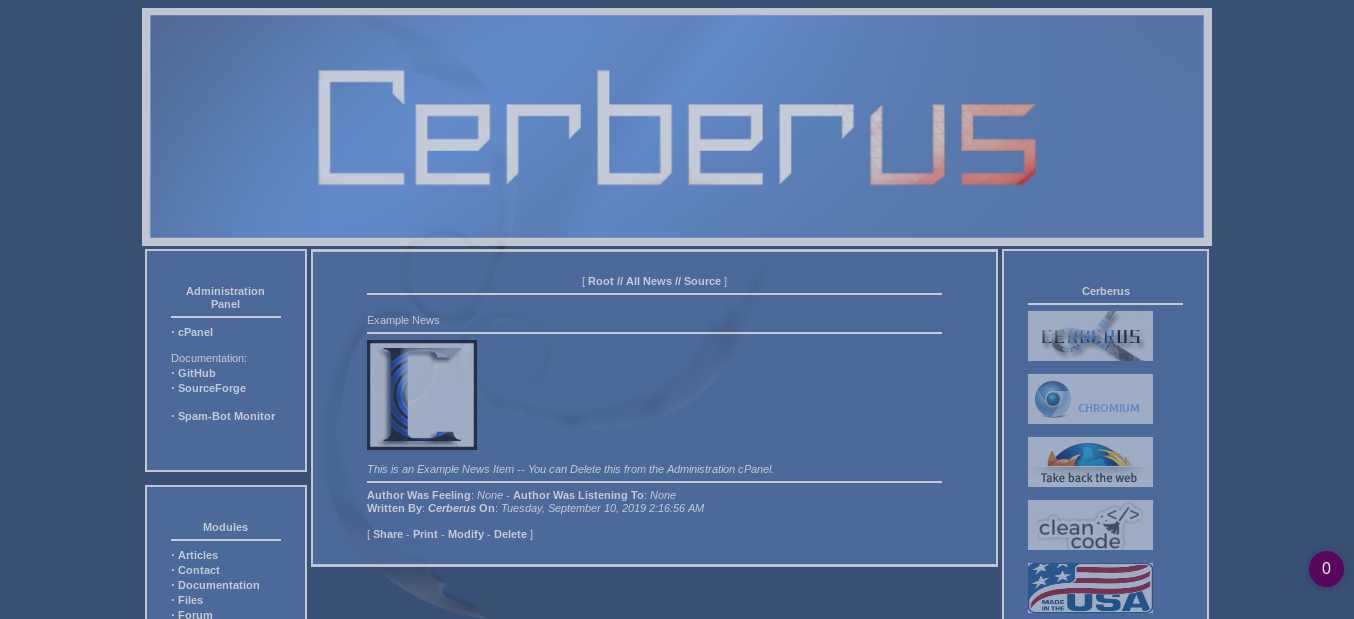 Cerberus
Administration
Panel
· cPanel
Documentation:
· GitHub
· SourceForge
· Spam-Bot Monitor
Modules
· Articles
· Contact
· Documentation
· Files
· Forum
[ Root // All News // Source ]
Example News
C
This is an Example News Item -- You can Delete this from the Administration cPanel.
Author Was Feeling: None - Author Was Listening To: None
Written By: Cerberus On: Tuesday, September 10, 2019 2:16:56 AM
[ Share - Print - Modify - Delete ]
Cerberus
CERBERUS
CHROMIUM
Take back the web
clean </>
code
MADE
IN THE USA
0